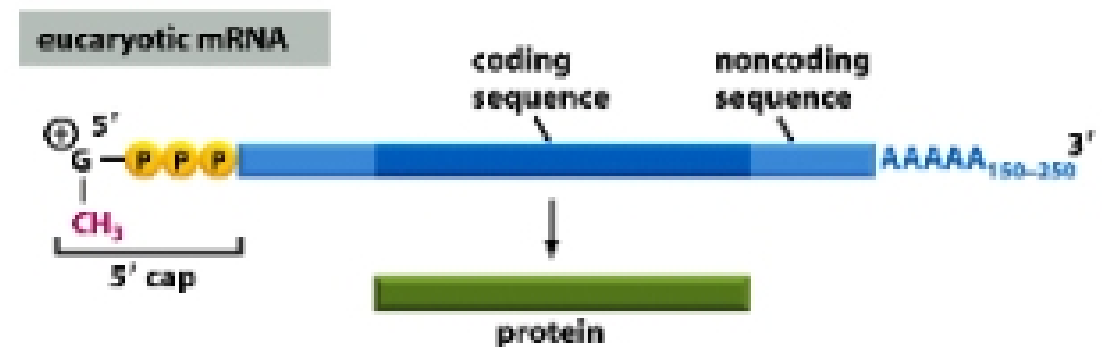 eucaryotic mRNA
coding
sequence
noncoding
sequence
+ 5′
G P P P AAAAA150–250 3′
CH3
5′ cap
protein